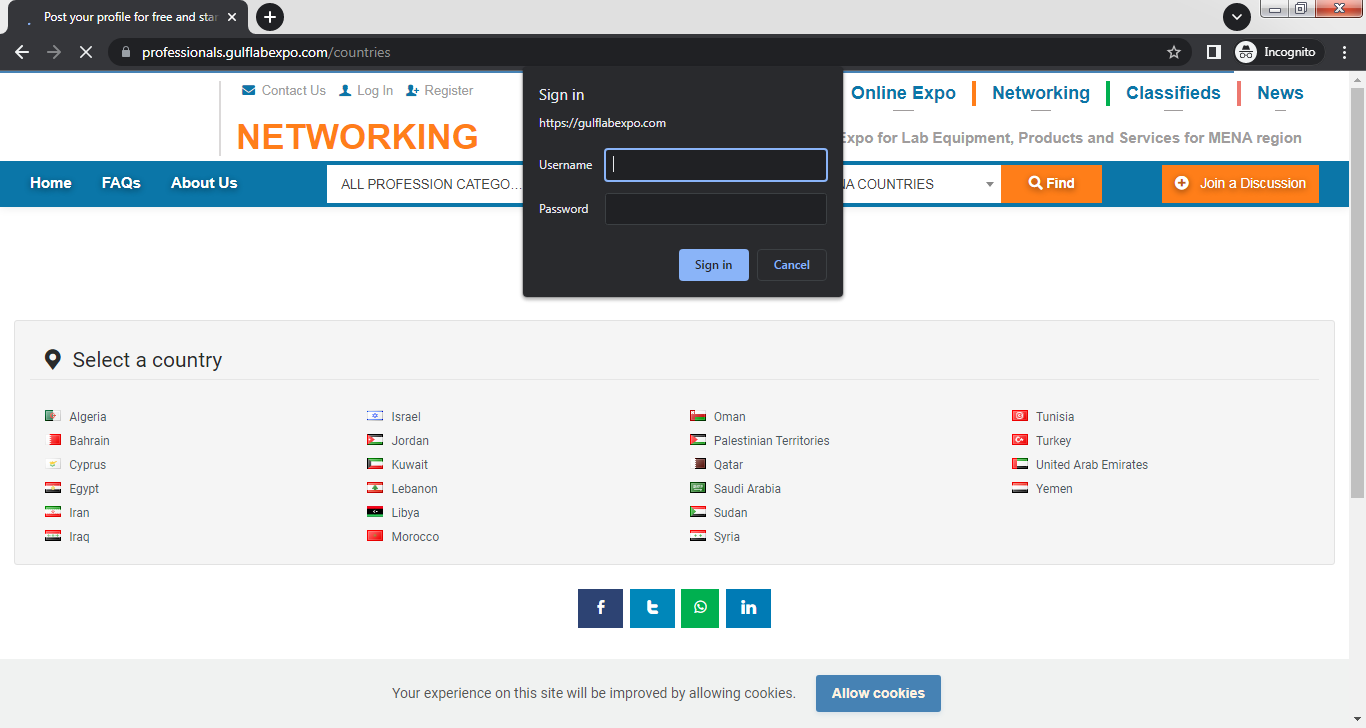 Post your profile for free and star
professionals.gulflabexpo.com/countries
Incognito
Contact Us Log In Register
NETWORKING
Online Expo Networking Classifieds News
Expo for Lab Equipment, Products and Services for MENA region
Home FAQs About Us
ALL PROFESSION CATEGO...
NA COUNTRIES
Find
Join a Discussion
Sign in
https://gulflabexpo.com
Username
Password
Sign in Cancel
Select a country
Algeria
Bahrain
Cyprus
Egypt
Iran
Iraq
Israel
Jordan
Kuwait
Lebanon
Libya
Morocco
Oman
Palestinian Territories
Qatar
Saudi Arabia
Sudan
Syria
Tunisia
Turkey
United Arab Emirates
Yemen
Your experience on this site will be improved by allowing cookies.
Allow cookies